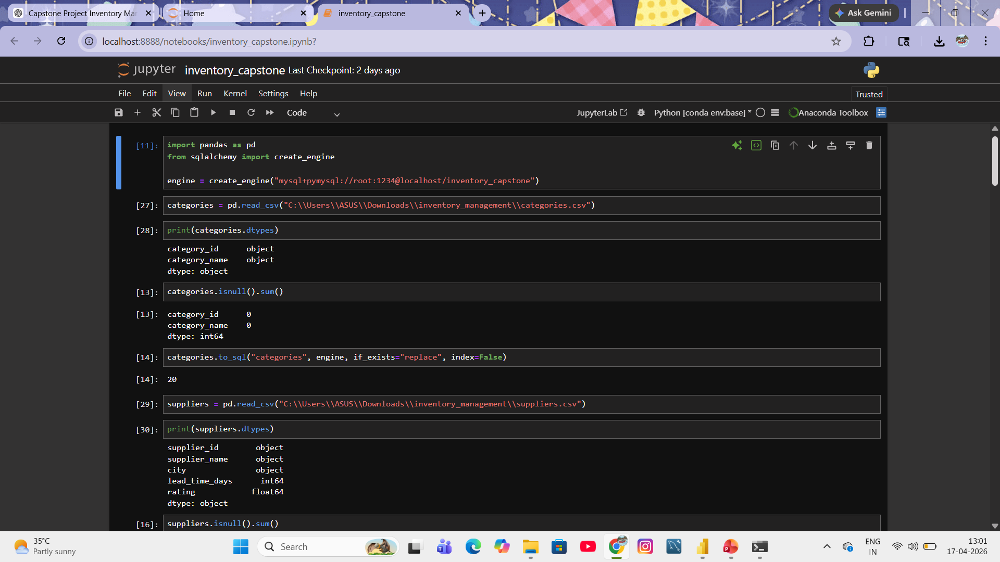 Capstone Project Inventory Mar
Home
inventory_capstone
Ask Gemini
localhost:8888/notebooks/inventory_capstone.ipynb?
jupyter inventory_capstone Last Checkpoint: 2 days ago
File Edit View Run Kernel Settings Help
Trusted
Code
JupyterLab
Python [conda env:base] *
Anaconda Toolbox
[11]: import pandas as pd
from sqlalchemy import create_engine
engine = create_engine("mysql+pymysql://root:1234@localhost/inventory_capstone")
[27]: categories = pd.read_csv("C:\\Users\\ASUS\\Downloads\\inventory_management\\categories.csv")
[28]: print(categories.dtypes)
category_id      object
category_name    object
dtype: object
[13]: categories.isnull().sum()
[13]: category_id      0
category_name    0
dtype: int64
[14]: categories.to_sql("categories", engine, if_exists="replace", index=False)
[14]: 20
[29]: suppliers = pd.read_csv("C:\\Users\\ASUS\\Downloads\\inventory_management\\suppliers.csv")
[30]: print(suppliers.dtypes)
supplier_id        object
supplier_name      object
city               object
lead_time_days      int64
rating            float64
dtype: object
[16]: suppliers.isnull().sum()
35°C
Partly sunny
Search
ENG
IN
13:01
17-04-2026